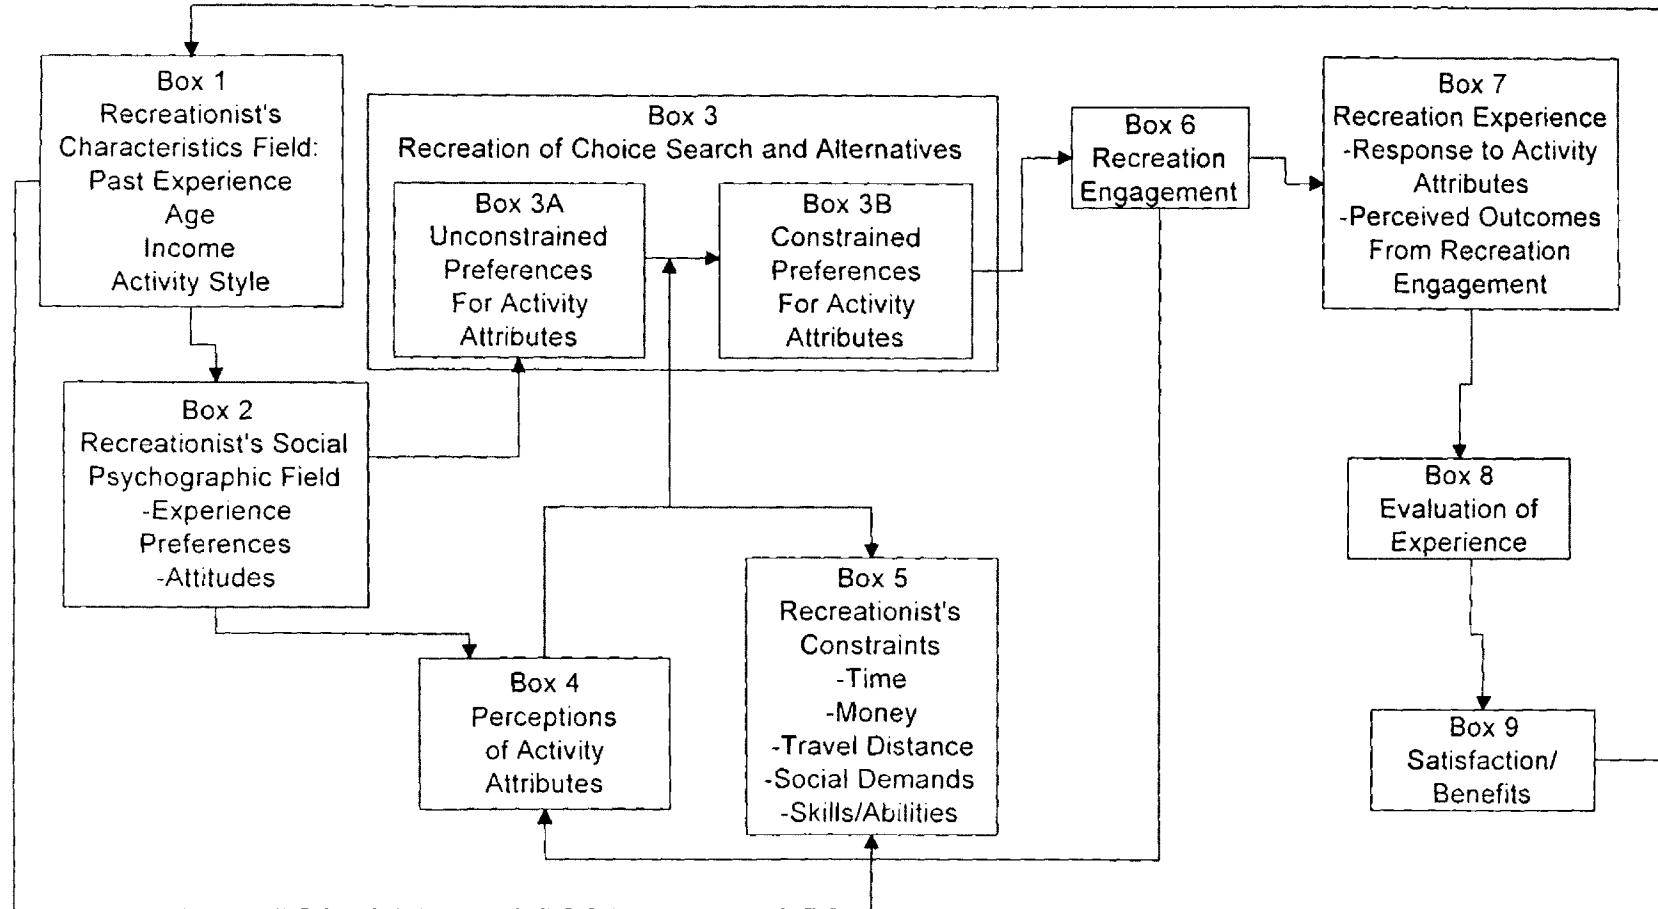 Box 1
Recreationist's
Characteristics Field:
Past Experience
Age
Income
Activity Style
Box 2
Recreationist's Social
Psychographic Field
-Experience
Preferences
-Attitudes
Box 3
Recreation of Choice Search and Alternatives
Box 3A
Unconstrained
Preferences
For Activity
Attributes
Box 3B
Constrained
Preferences
For Activity
Attributes
Box 4
Perceptions
of Activity
Attributes
Box 5
Recreationist's
Constraints
-Time
-Money
-Travel Distance
-Social Demands
-Skills/Abilities
Box 6
Recreation
Engagement
Box 7
Recreation Experience
-Response to Activity
Attributes
-Perceived Outcomes
From Recreation
Engagement
Box 8
Evaluation of
Experience
Box 9
Satisfaction/
Benefits